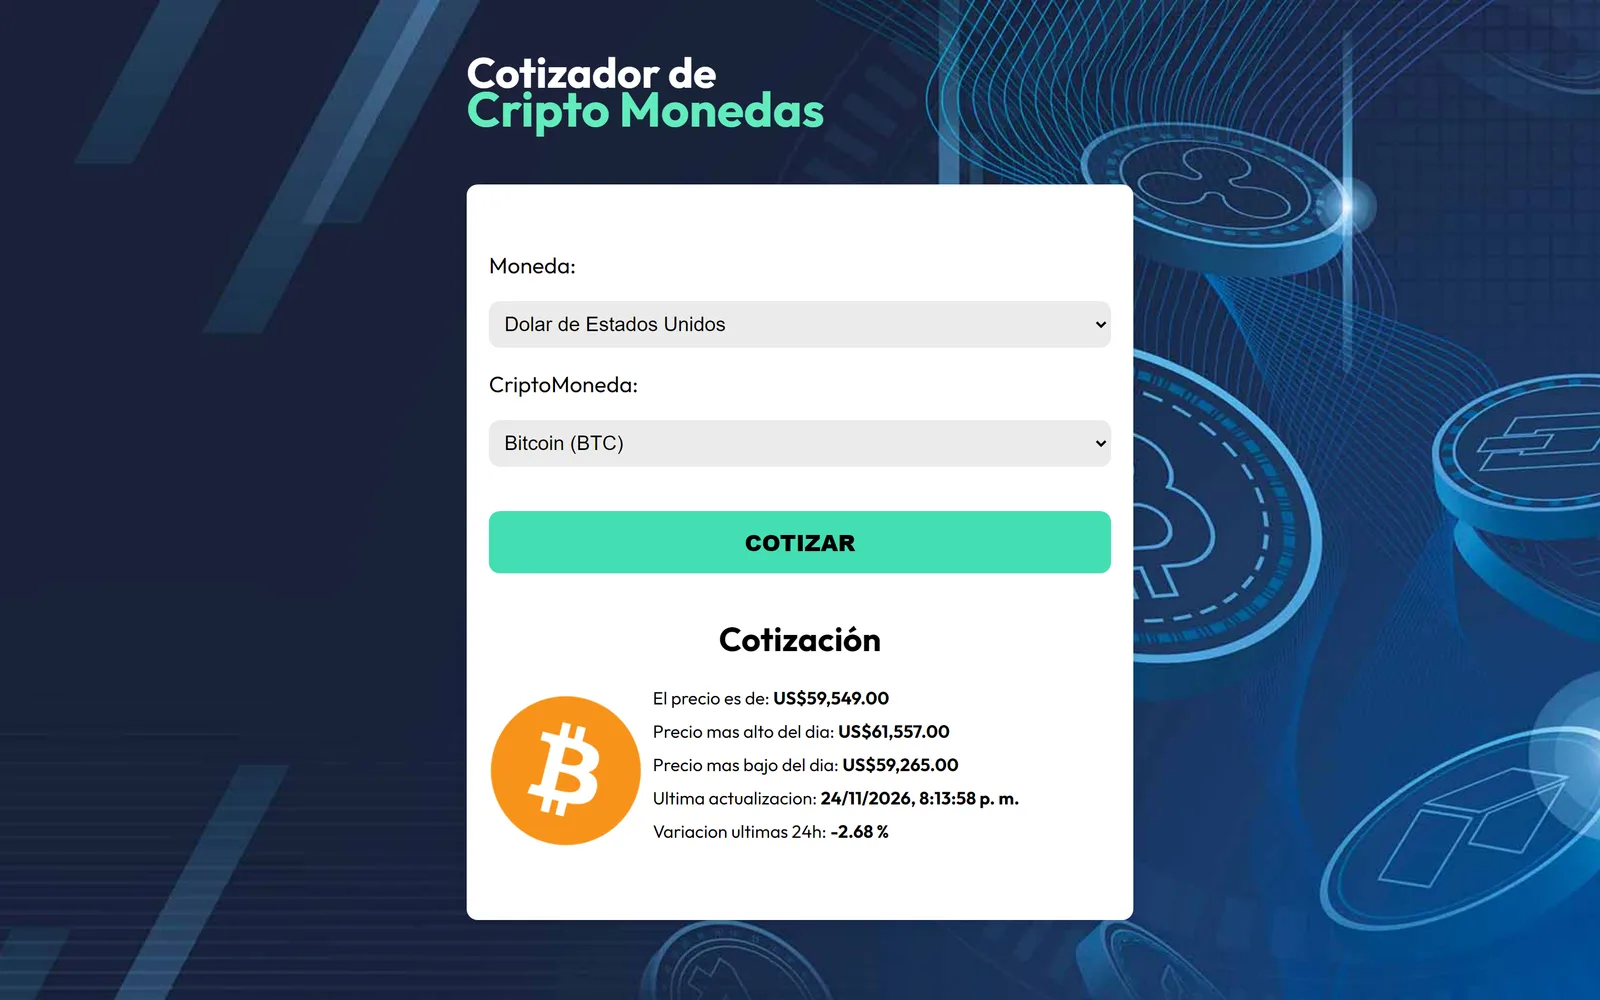 Cotizador de
Cripto Monedas
Moneda:
Dolar de Estados Unidos
CriptoMoneda:
Bitcoin (BTC)
COTIZAR
Cotización
El precio es de: US$59,549.00
Precio mas alto del dia: US$61,557.00
Precio mas bajo del dia: US$59,265.00
Ultima actualizacion: 24/11/2026, 8:13:58 p. m.
Variacion ultimas 24h: -2.68 %